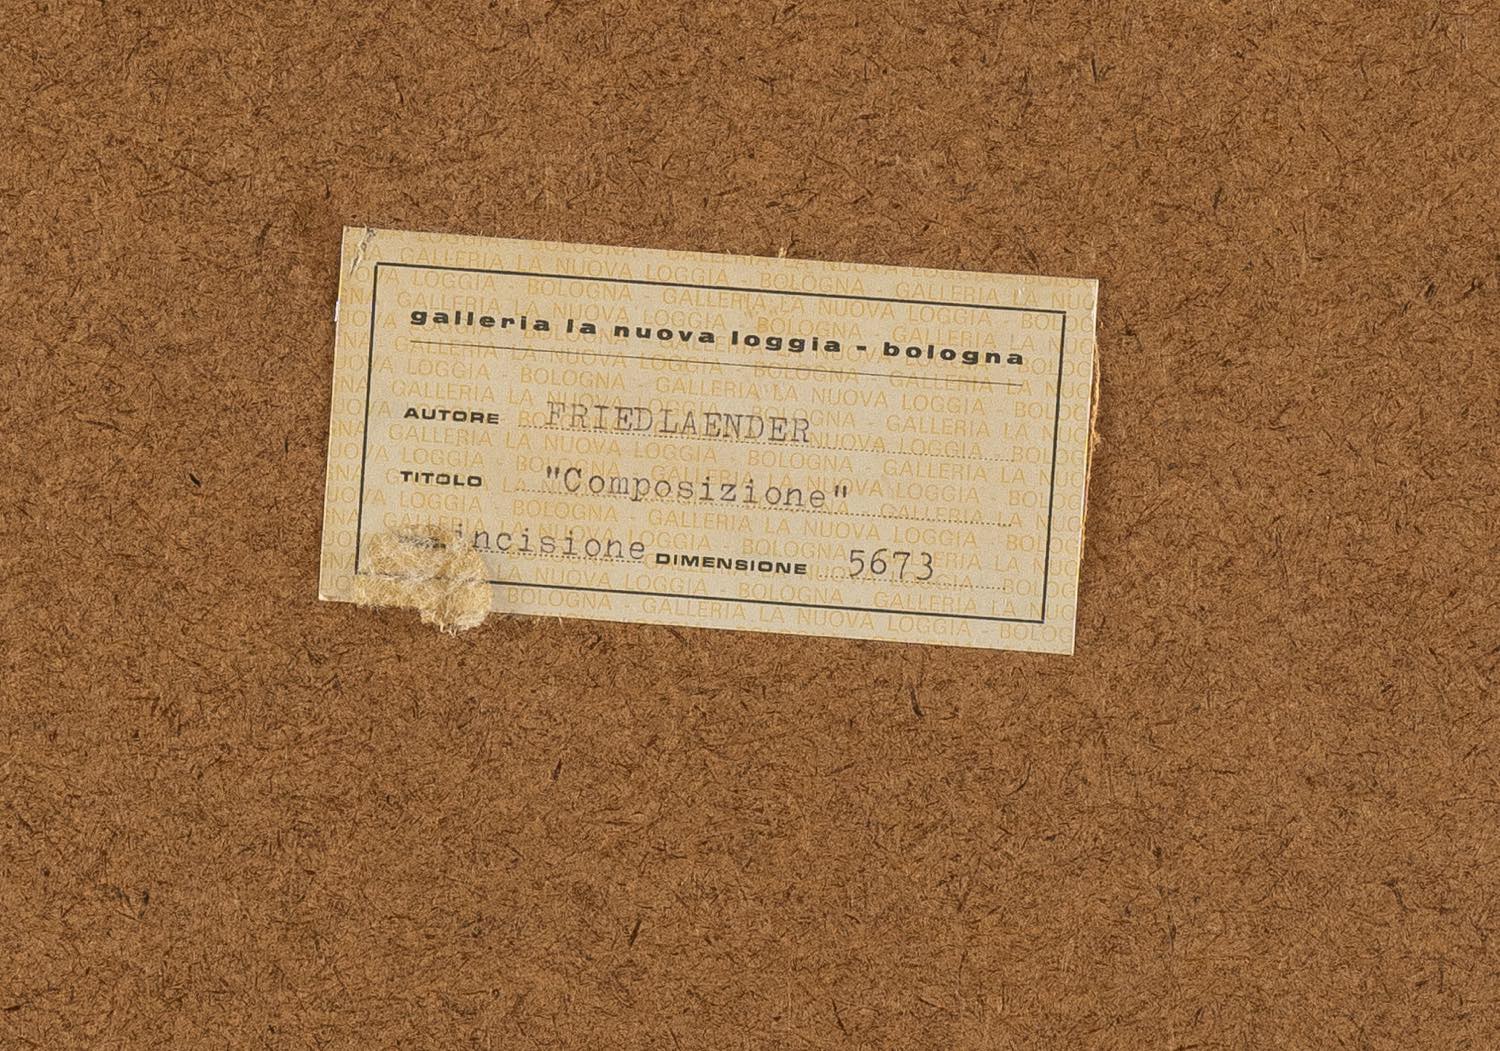 galleria la nuova loggia - bologna
AUTORE FRIEDLAENDER
TITOLO "Composizione"
incisione DIMENSIONE 5673